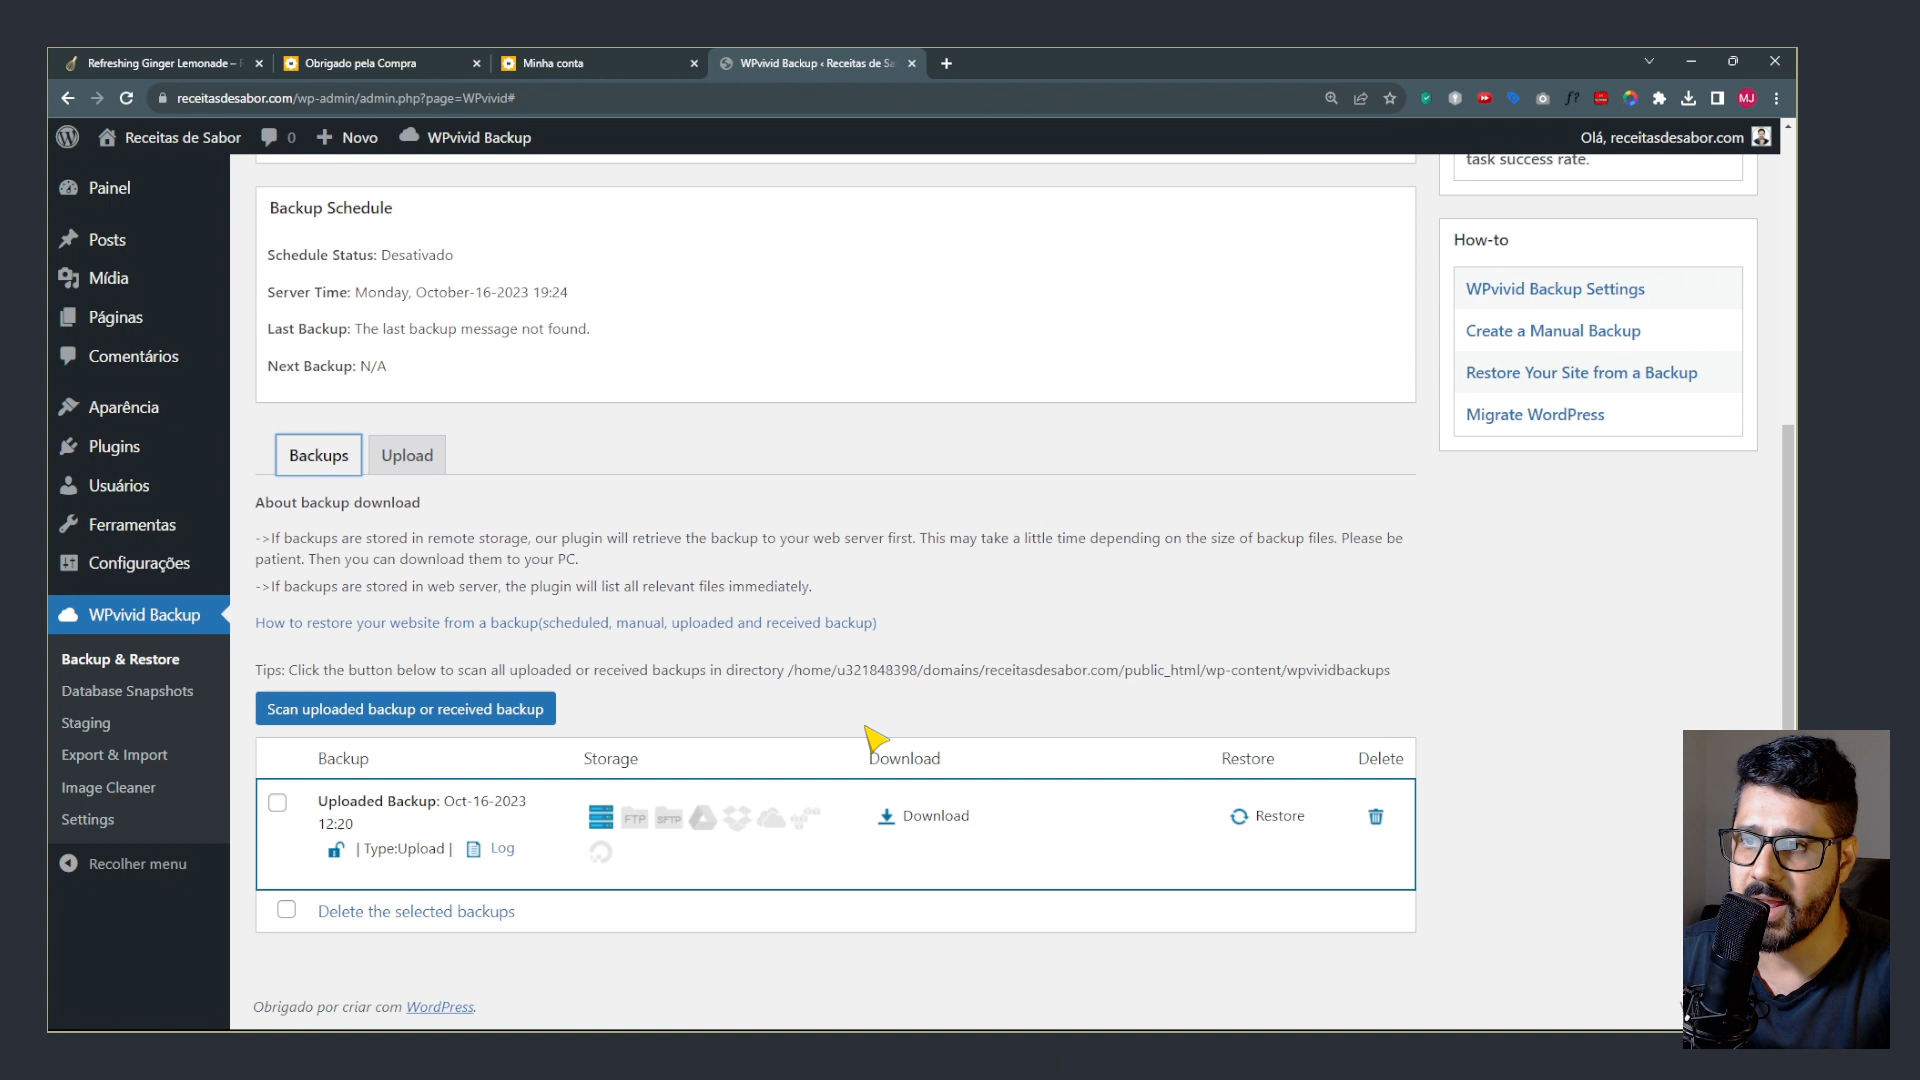 Refreshing Ginger Lemonade –
Obrigado pela Compra
Minha conta
WPvivid Backup ‹ Receitas de Sa
receitasdesabor.com/wp-admin/admin.php?page=WPvivid#
f?
MJ
Receitas de Sabor
0
Novo
WPvivid Backup
Olá, receitasdesabor.com
Painel
Posts
Mídia
Páginas
Comentários
Aparência
Plugins
Usuários
Ferramentas
Configurações
WPvivid Backup
Backup & Restore
Database Snapshots
Staging
Export & Import
Image Cleaner
Settings
Recolher menu
task success rate.
Backup Schedule
Schedule Status: Desativado
Server Time: Monday, October-16-2023 19:24
Last Backup: The last backup message not found.
Next Backup: N/A
How-to
WPvivid Backup Settings
Create a Manual Backup
Restore Your Site from a Backup
Migrate WordPress
Backups
Upload
About backup download
->If backups are stored in remote storage, our plugin will retrieve the backup to your web server first. This may take a little time depending on the size of backup files. Please be
patient. Then you can download them to your PC.
->If backups are stored in web server, the plugin will list all relevant files immediately.
How to restore your website from a backup(scheduled, manual, uploaded and received backup)
Tips: Click the button below to scan all uploaded or received backups in directory /home/u321848398/domains/receitasdesabor.com/public_html/wp-content/wpvividbackups
Scan uploaded backup or received backup
Backup
Storage
Download
Restore
Delete
Uploaded Backup: Oct-16-2023
12:20
| Type:Upload |
Log
FTP
SFTP
Download
Restore
Delete the selected backups
Obrigado por criar com WordPress.